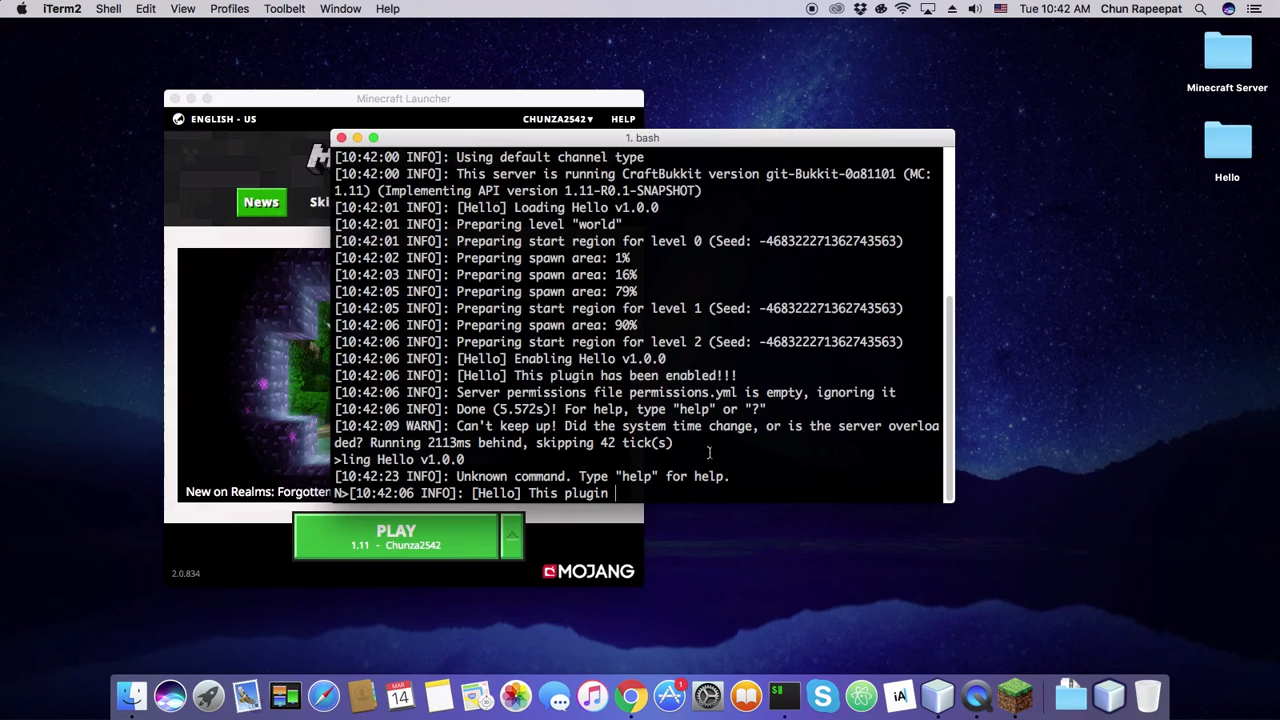 iTerm2 Shell Edit View Profiles Toolbelt Window Help Tue 10:42 AM Chun Rapeepat
Minecraft Server
Hello
Minecraft Launcher
ENGLISH - US CHUNZA2542 HELP
News Ski
1. bash
[10:42:00 INFO]: Using default channel type
[10:42:00 INFO]: This server is running CraftBukkit version git-Bukkit-0a81101 (MC:
1.11) (Implementing API version 1.11-R0.1-SNAPSHOT)
[10:42:01 INFO]: [Hello] Loading Hello v1.0.0
[10:42:01 INFO]: Preparing level "world"
[10:42:01 INFO]: Preparing start region for level 0 (Seed: -468322271362743563)
[10:42:02 INFO]: Preparing spawn area: 1%
[10:42:03 INFO]: Preparing spawn area: 16%
[10:42:05 INFO]: Preparing spawn area: 79%
[10:42:05 INFO]: Preparing start region for level 1 (Seed: -468322271362743563)
[10:42:06 INFO]: Preparing spawn area: 90%
[10:42:06 INFO]: Preparing start region for level 2 (Seed: -468322271362743563)
[10:42:06 INFO]: [Hello] Enabling Hello v1.0.0
[10:42:06 INFO]: [Hello] This plugin has been enabled!!!
[10:42:06 INFO]: Server permissions file permissions.yml is empty, ignoring it
[10:42:06 INFO]: Done (5.572s)! For help, type "help" or "?"
[10:42:09 WARN]: Can't keep up! Did the system time change, or is the server overloa
ded? Running 2113ms behind, skipping 42 tick(s)
>ling Hello v1.0.0
[10:42:23 INFO]: Unknown command. Type "help" for help.
N>[10:42:06 INFO]: [Hello] This plugin
New on Realms: Forgotten
PLAY
1.11 - Chunza2542
2.0.834
MOJANG
MAR
14
1
$
iA